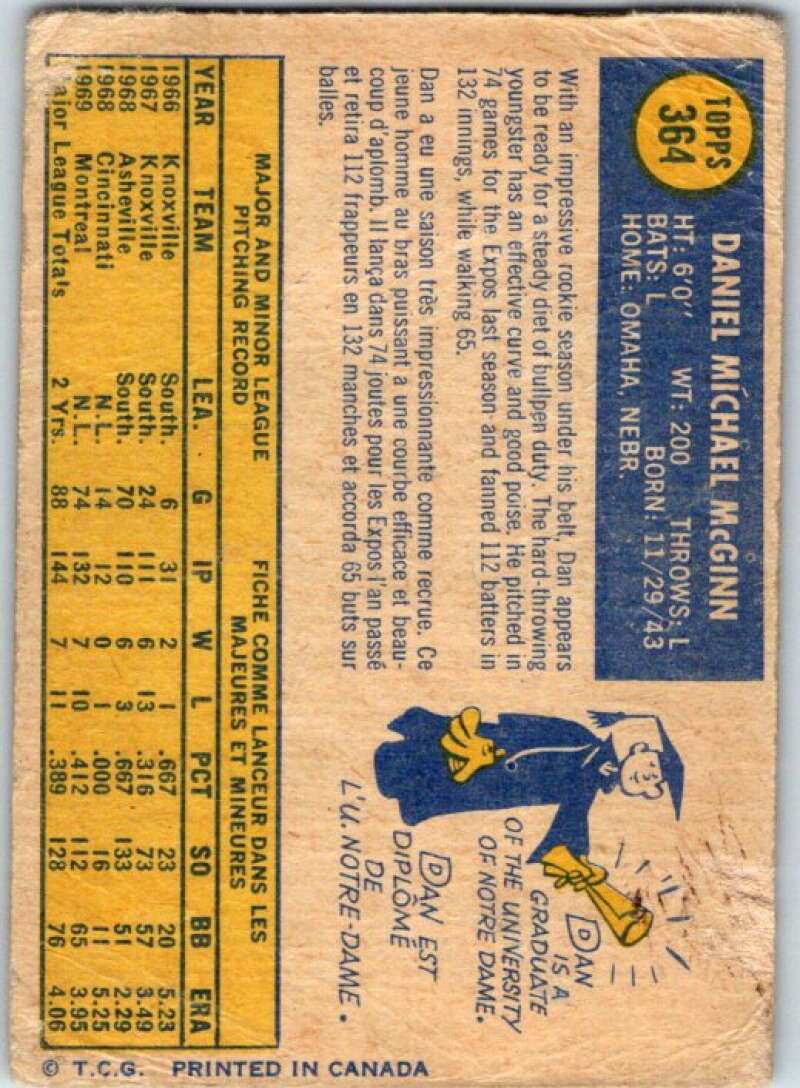 TOPPS
364
DANIEL MICHAEL McGINN
HT: 6'0" WT: 200 THROWS: L
BATS: L BORN: 11/29/43
HOME: OMAHA, NEBR.
With an impressive rookie season under his belt, Dan appears
to be ready for a steady diet of bullpen duty. The hard-throwing
youngster has an effective curve and good poise. He pitched in
74 games for the Expos last season and fanned 112 batters in
132 innings, while walking 65.
Dan a eu une saison très impressionnante comme recrue. Ce
jeune homme au bras puissant a une courbe efficace et beau-
coup d'aplomb. Il lança dans 74 joutes pour les Expos l'an passé
et retira 112 frappeurs en 132 manches et accorda 65 buts sur
balles.
DAN
IS A
GRADUATE
OF THE UNIVERSITY
OF NOTRE DAME.
DAN EST
DIPLÔMÉ
DE
L'U. NOTRE-DAME.
MAJOR AND MINOR LEAGUE
PITCHING RECORD
FICHE COMME LANCEUR DANS LES
MAJEURES ET MINEURES
YEAR TEAM LEA. G IP W L PCT SO BB ERA
1966 Knoxville South. 6 31 2 1 .667 23 20 5.23
1967 Knoxville South. 24 111 6 13 .316 73 57 3.49
1968 Asheville South. 70 110 6 3 .667 133 51 2.29
1968 Cincinnati N.L. 14 12 0 1 .000 16 11 5.25
1969 Montreal N.L. 74 132 7 10 .412 112 65 3.95
Major League Totals 2 Yrs. 88 144 7 11 .389 128 76 4.06
© T.C.G. PRINTED IN CANADA